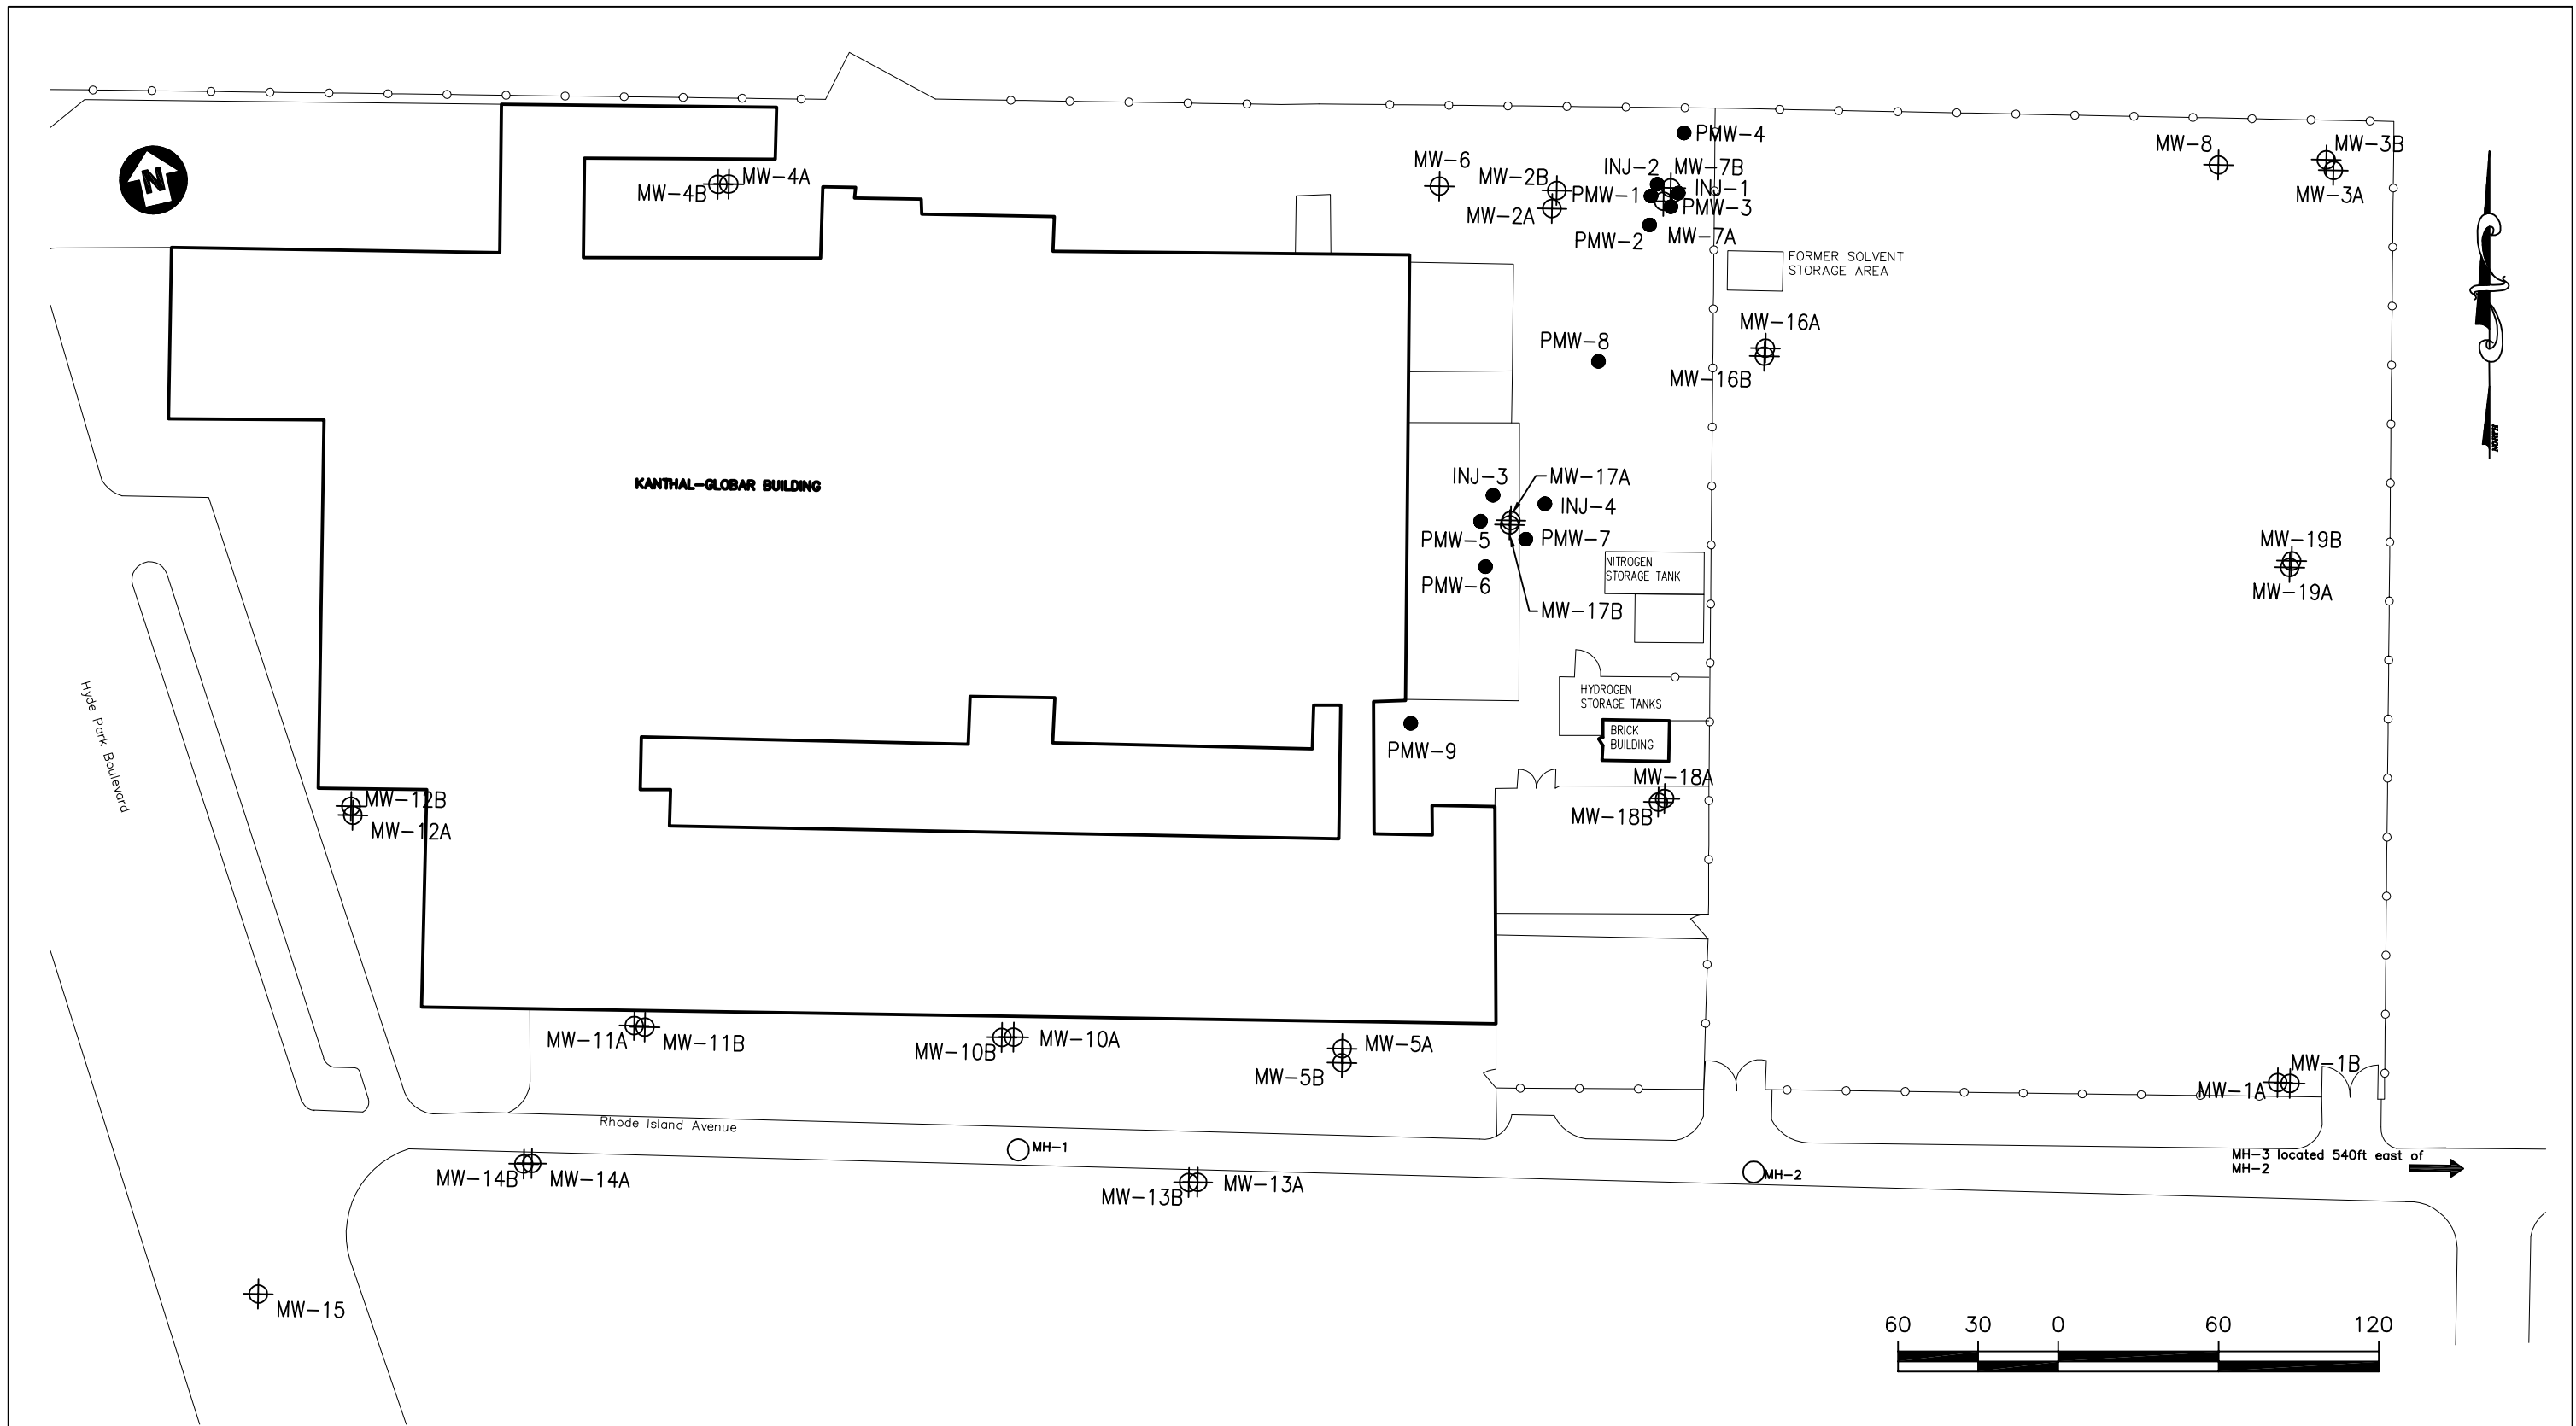 PMW-4
MW-8
MW-3B
MW-6
MW-2B
INJ-2
MW-7B
N
MW-4B
MW-4A
PMW-1
INJ-1
MW-3A
MW-2A
PMW-3
PMW-2
MW-7A
FORMER SOLVENT
STORAGE AREA
MW-16A
PMW-8
MW-16B
NORTH
KANTHAL-GLOBAR BUILDING
INJ-3
MW-17A
INJ-4
PMW-5
PMW-7
MW-19B
NITROGEN
STORAGE TANK
PMW-6
MW-19A
MW-17B
HYDROGEN
STORAGE TANKS
Hyde Park Boulevard
BRICK
BUILDING
PMW-9
MW-18A
MW-12B
MW-12A
MW-18B
MW-11A
MW-11B
MW-10B
MW-10A
MW-5A
MW-5B
MW-1B
MW-1A
Rhode Island Avenue
MH-1
MH-3 located 540ft east of
MH-2
MH-2
MW-14B
MW-14A
MW-13B
MW-13A
MW-15
60 30 0 60 120